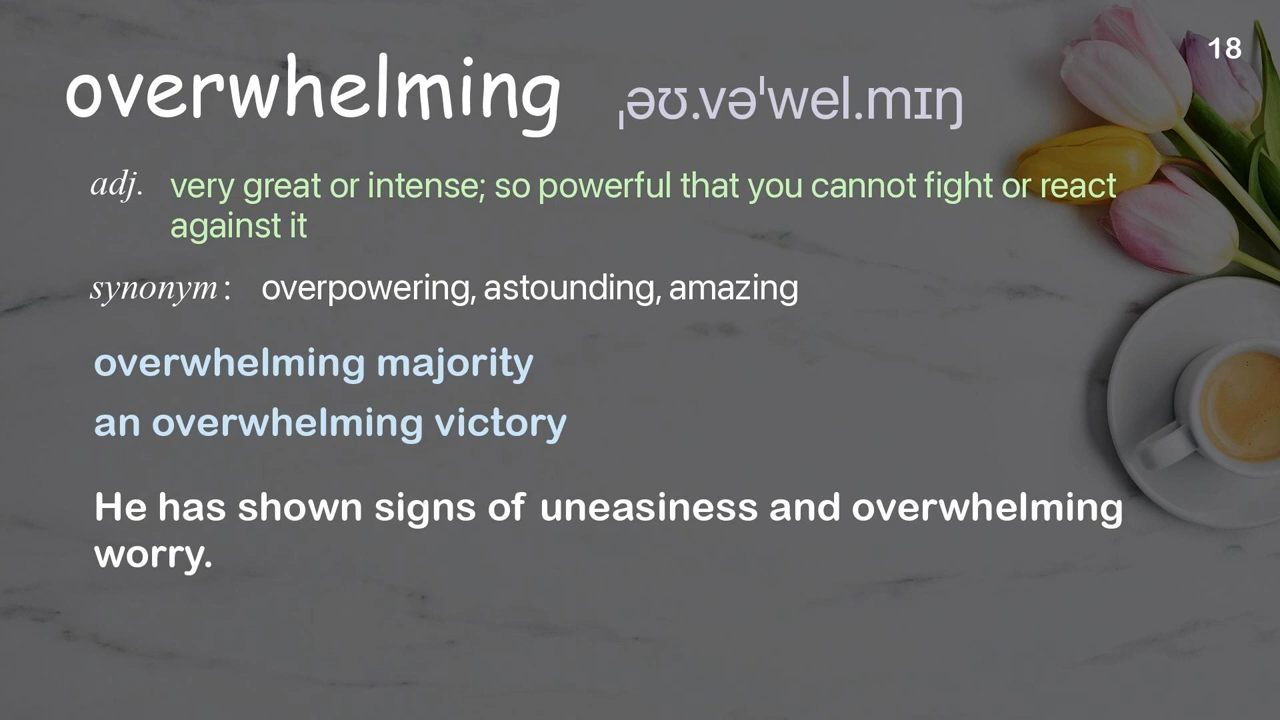 18
overwhelming ˌəʊ.vəˈwel.mɪŋ
adj. very great or intense; so powerful that you cannot fight or react
against it
synonym: overpowering, astounding, amazing
overwhelming majority
an overwhelming victory
He has shown signs of uneasiness and overwhelming
worry.